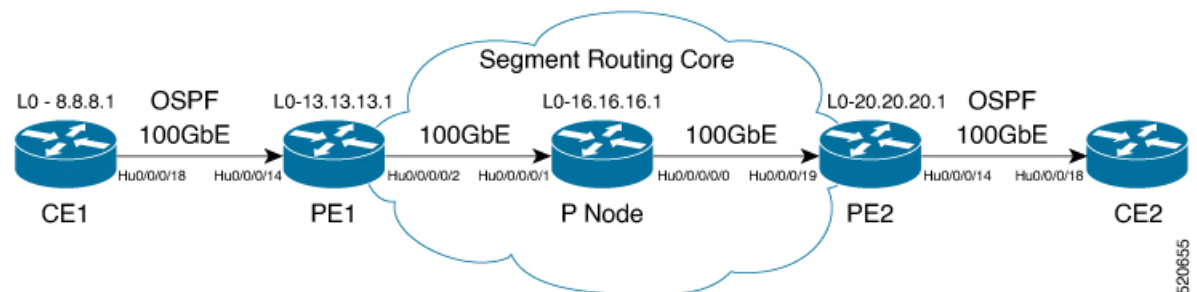 Segment Routing Core
L0 - 8.8.8.1 OSPF L0-13.13.13.1 L0-16.16.16.1 L0-20.20.20.1 OSPF
100GbE 100GbE 100GbE 100GbE
Hu0/0/0/18 Hu0/0/0/14 Hu0/0/0/0/2 Hu0/0/0/0/1 Hu0/0/0/0/0 Hu0/0/0/19 Hu0/0/0/14 Hu0/0/0/18
CE1 PE1 P Node PE2 CE2
520655